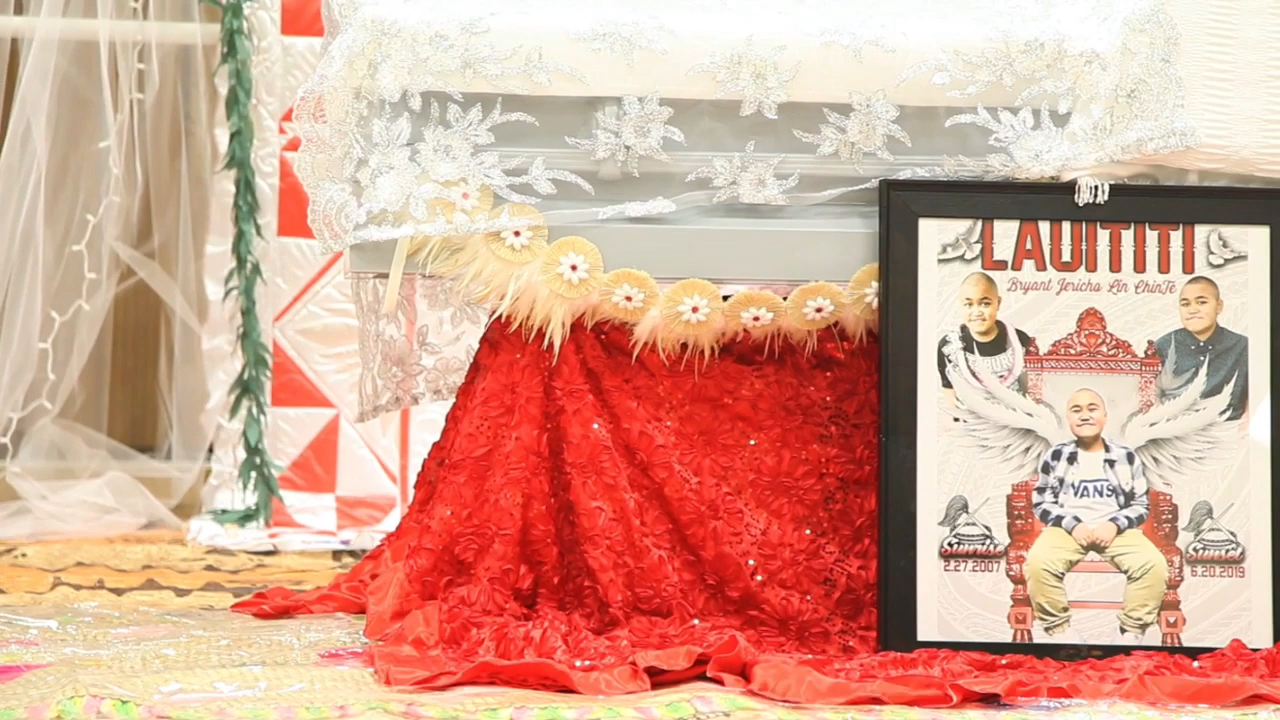 LAUITITI
Bryant Jericho Lin ChinTe
VANS
Sunrise
2.27.2007
Sunset
6.20.2019